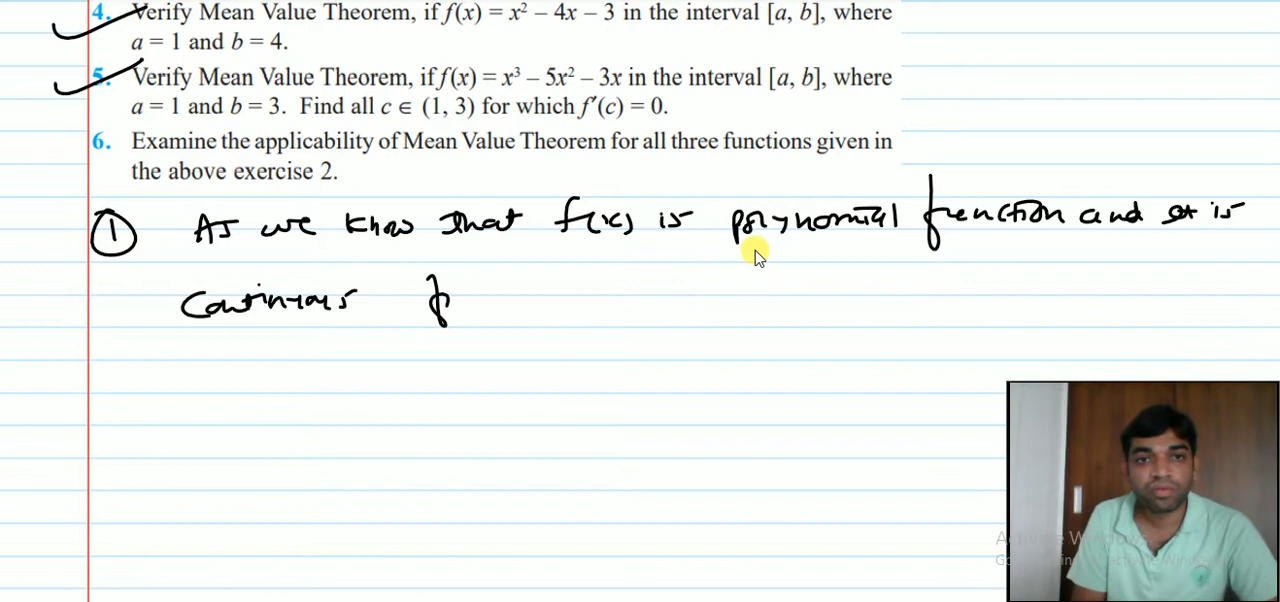 4. Verify Mean Value Theorem, if f(x) = x² – 4x – 3 in the interval [a, b], where
a = 1 and b = 4.
5. Verify Mean Value Theorem, if f(x) = x³ – 5x² – 3x in the interval [a, b], where
a = 1 and b = 3. Find all c ∈ (1, 3) for which f′(c) = 0.
6. Examine the applicability of Mean Value Theorem for all three functions given in
the above exercise 2.
① As we know that f(x) is polynomial function and it is
continuous